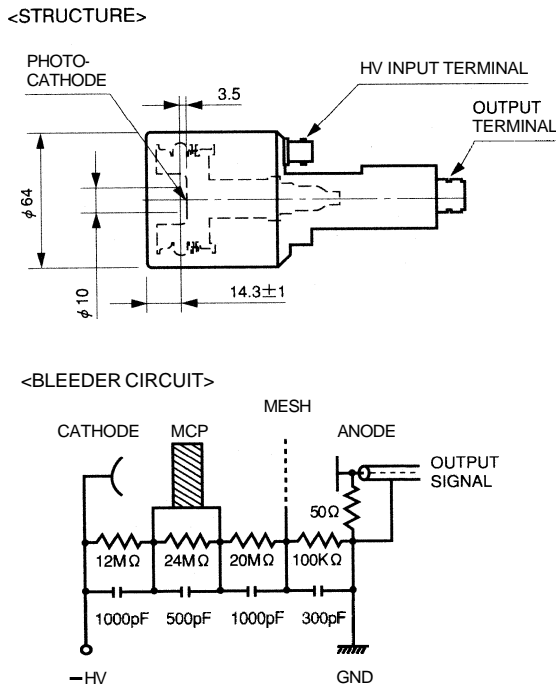 <STRUCTURE>
PHOTO-
CATHODE
3.5
HV INPUT TERMINAL
OUTPUT
TERMINAL
ϕ64
ϕ10
14.3±1
<BLEEDER CIRCUIT>
MESH
CATHODE MCP ANODE
OUTPUT
SIGNAL
50Ω
12MΩ 24MΩ 20MΩ 100KΩ
1000pF 500pF 1000pF 300pF
−HV GND